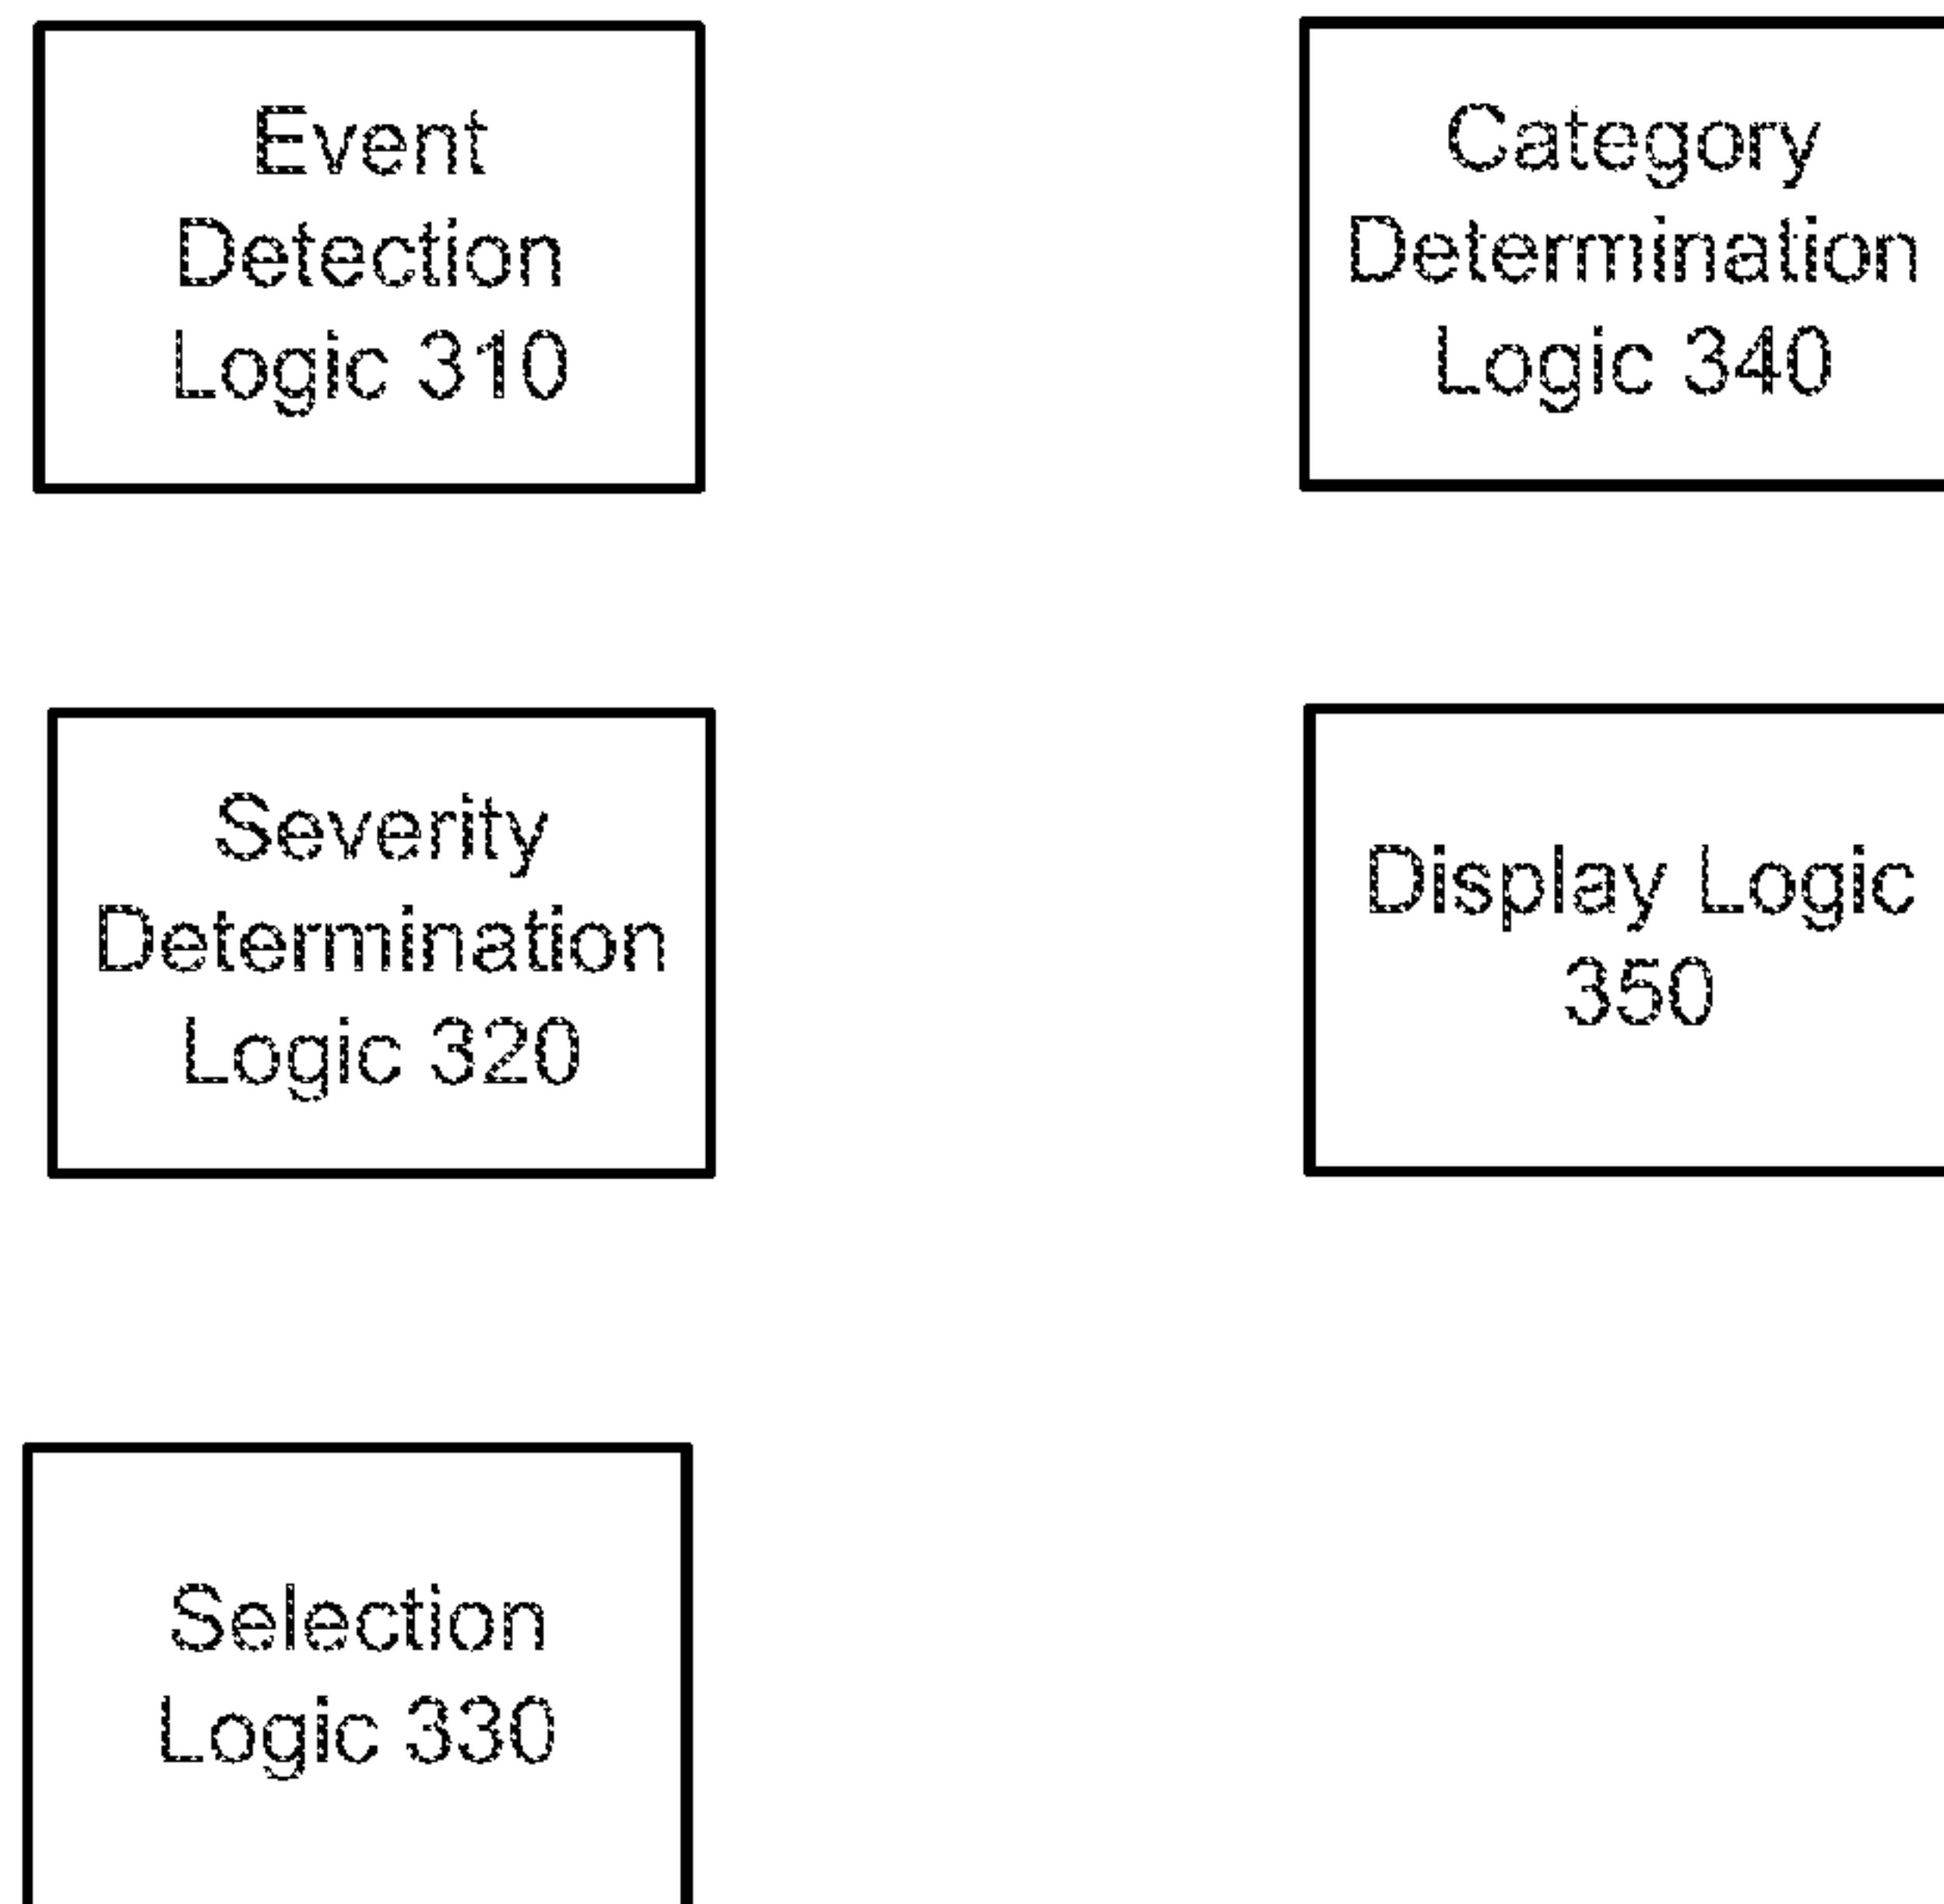 Event
Detection
Logic 310
Severity
Determination
Logic 320
Selection
Logic 330
Category
Determination
Logic 340
Display Logic
350